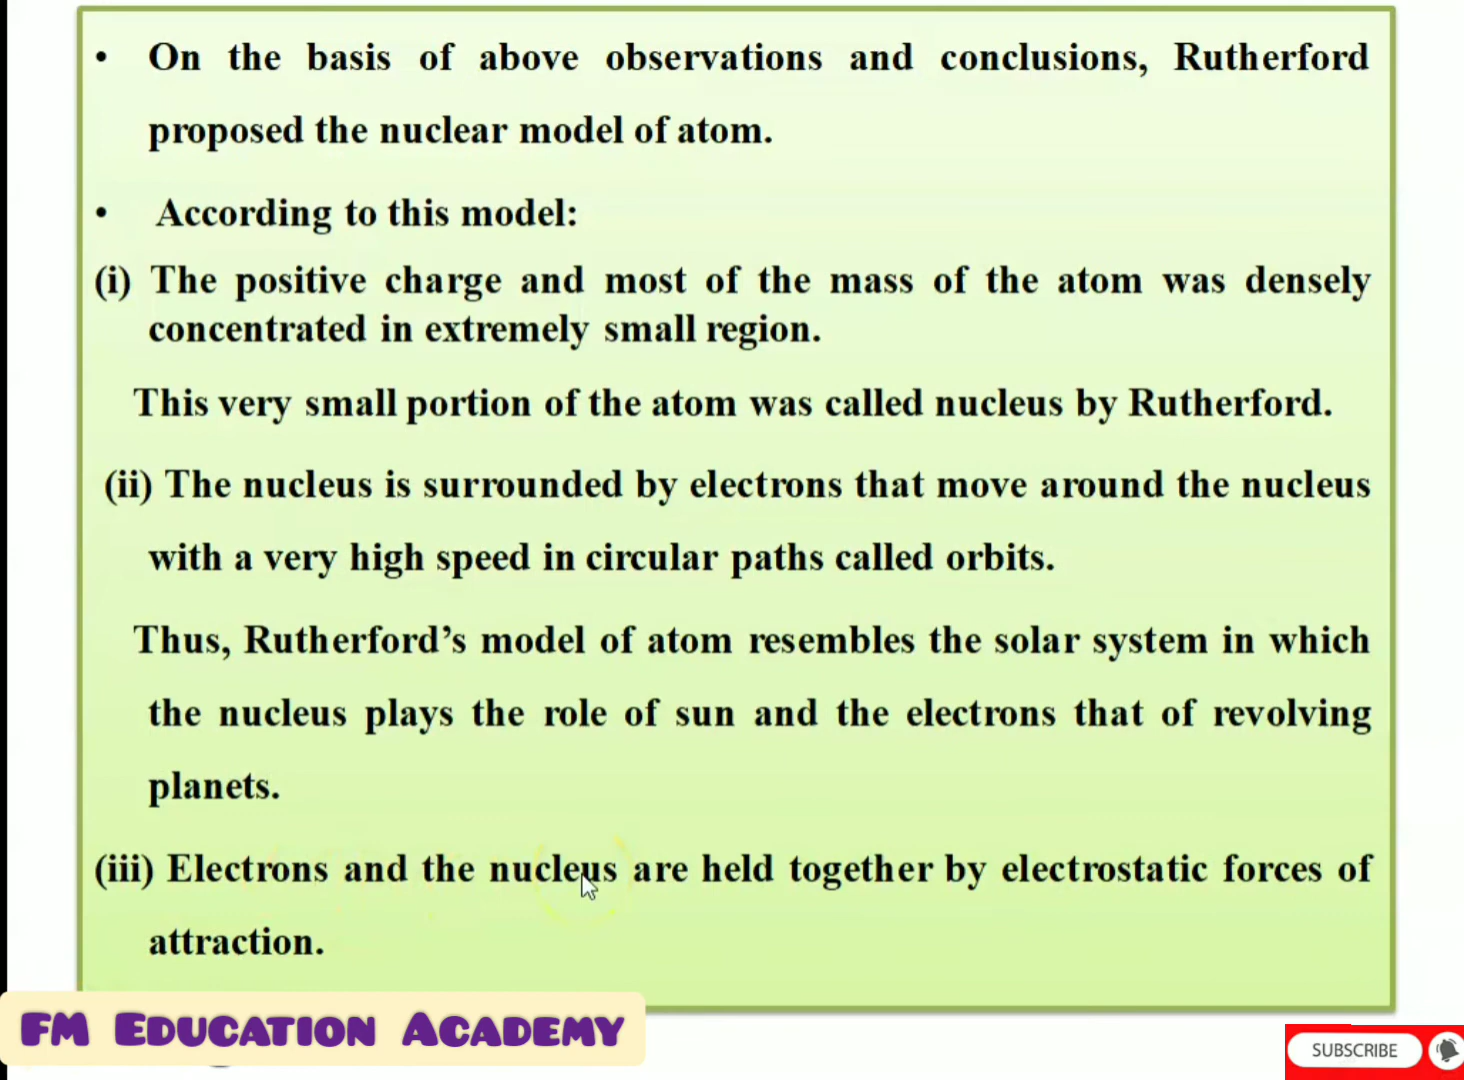 • On the basis of above observations and conclusions, Rutherford
proposed the nuclear model of atom.
• According to this model:
(i) The positive charge and most of the mass of the atom was densely
concentrated in extremely small region.
This very small portion of the atom was called nucleus by Rutherford.
(ii) The nucleus is surrounded by electrons that move around the nucleus
with a very high speed in circular paths called orbits.
Thus, Rutherford’s model of atom resembles the solar system in which
the nucleus plays the role of sun and the electrons that of revolving
planets.
(iii) Electrons and the nucleus are held together by electrostatic forces of
attraction.
FM EDUCATION ACADEMY
SUBSCRIBE